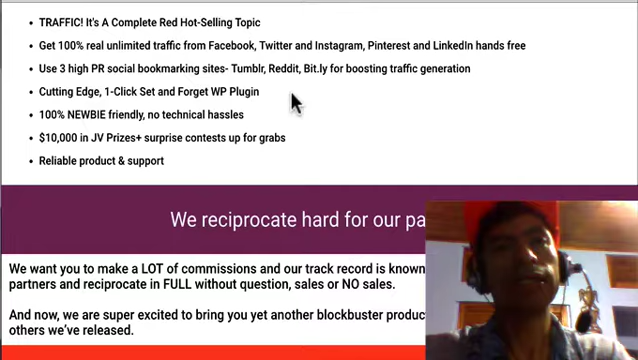 TRAFFIC! It's A Complete Red Hot-Selling Topic
Get 100% real unlimited traffic from Facebook, Twitter and Instagram, Pinterest and LinkedIn hands free
Use 3 high PR social bookmarking sites- Tumblr, Reddit, Bit.ly for boosting traffic generation
Cutting Edge, 1-Click Set and Forget WP Plugin
100% NEWBIE friendly, no technical hassles
$10,000 in JV Prizes+ surprise contests up for grabs
Reliable product & support
We reciprocate hard for our pa
We want you to make a LOT of commissions and our track record is known
partners and reciprocate in FULL without question, sales or NO sales.
And now, we are super excited to bring you yet another blockbuster produc
others we've released.